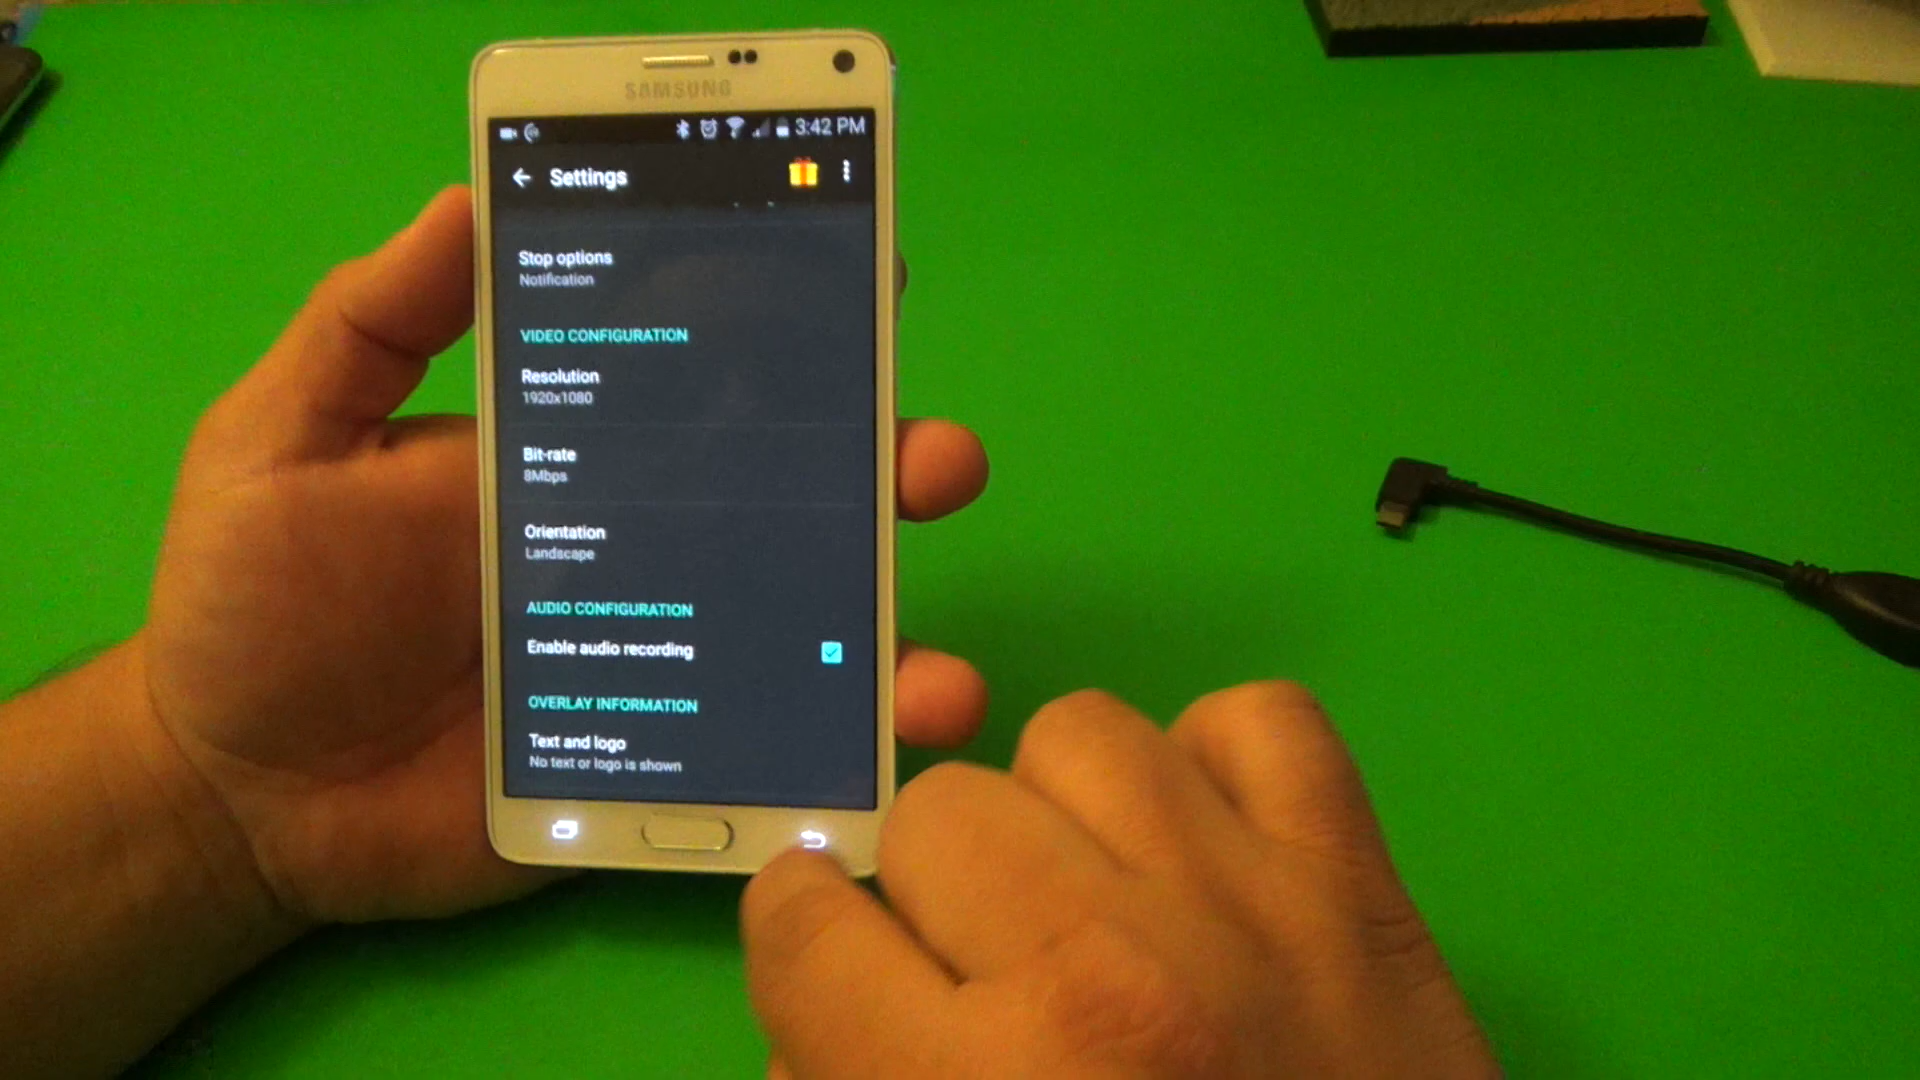 SAMSUNG
3:42 PM
Settings
Stop options
Notification
VIDEO CONFIGURATION
Resolution
1920x1080
Bit-rate
8Mbps
Orientation
Landscape
AUDIO CONFIGURATION
Enable audio recording
OVERLAY INFORMATION
Text and logo
No text or logo is shown